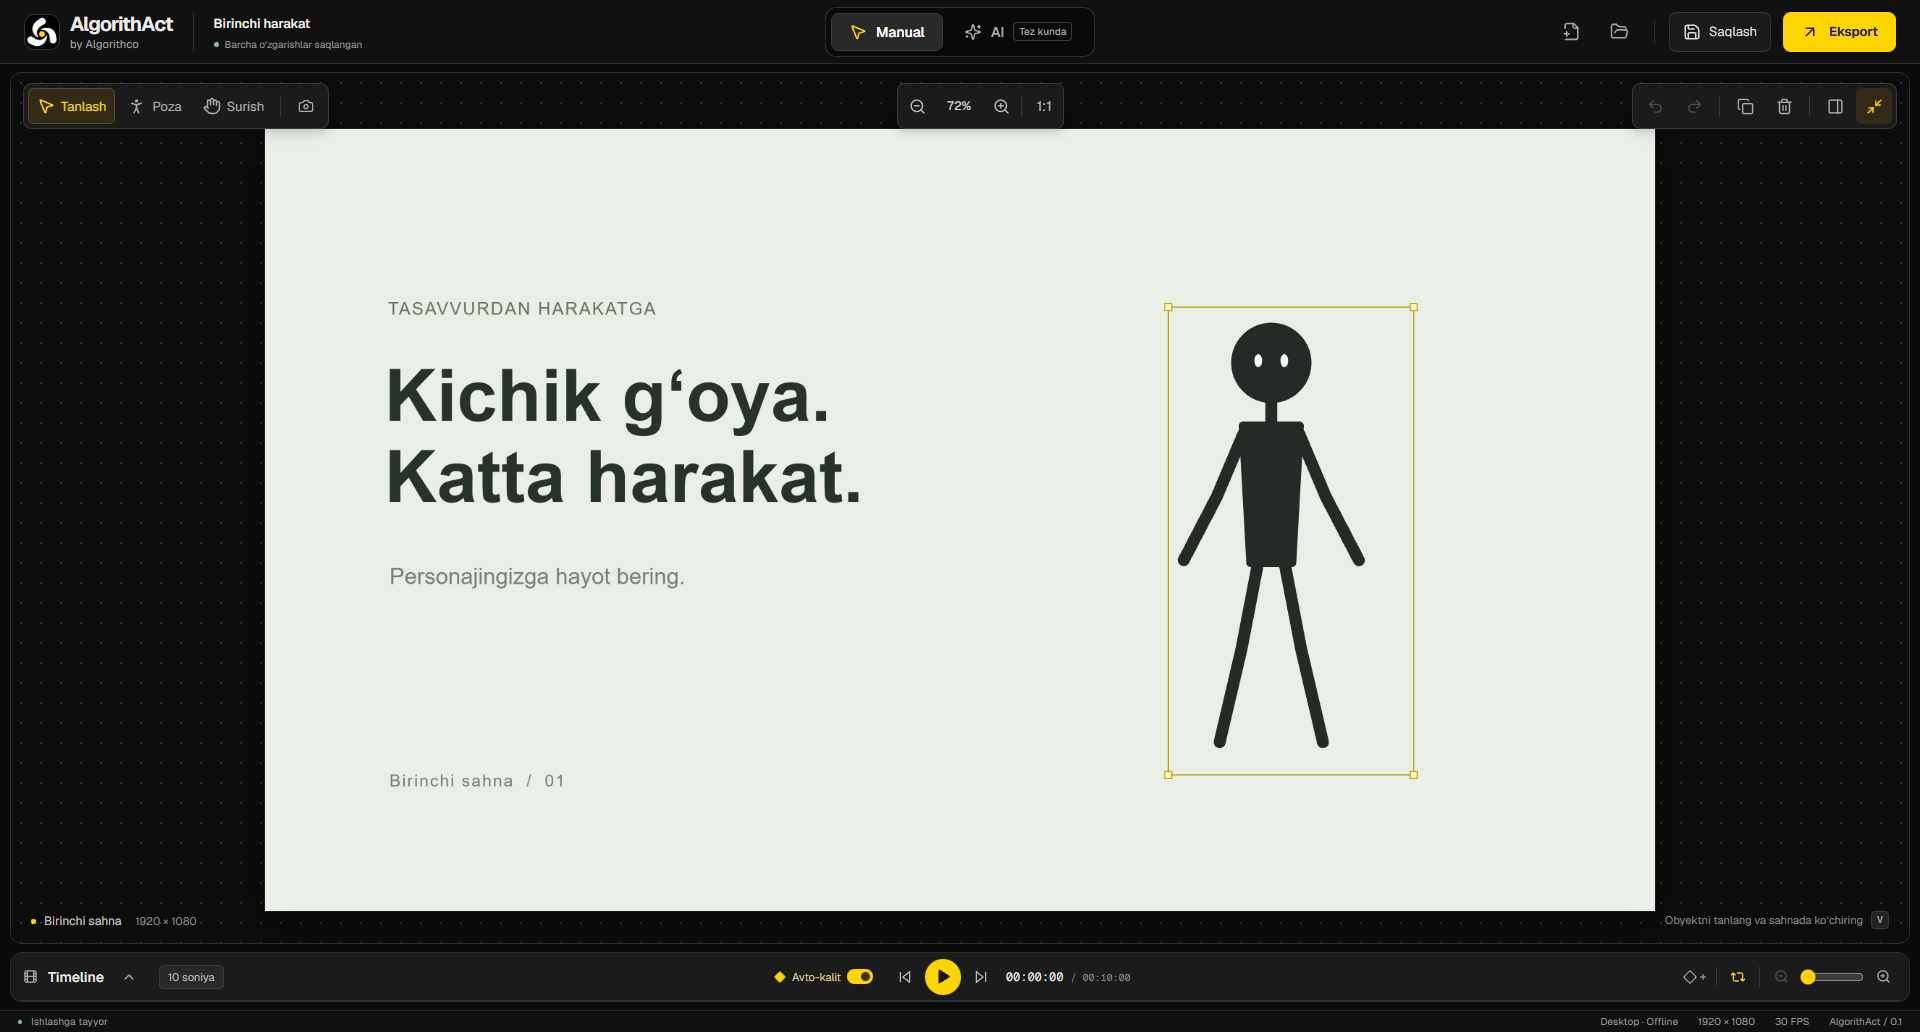 AlgorithAct
by Algorithco
Birinchi harakat
Barcha o‘zgarishlar saqlangan
Manual
AI
Tez kunda
Saqlash
Eksport
Tanlash
Poza
Surish
72%
1:1
TASAVVURDAN HARAKATGA
Kichik g‘oya.
Katta harakat.
Personajingizga hayot bering.
Birinchi sahna / 01
Birinchi sahna
1920 × 1080
Obyektni tanlang va sahnada ko‘chiring
V
Timeline
10 soniya
Avto-kalit
00:00:00 / 00:10:00
Ishlashga tayyor
Desktop · Offline
1920 × 1080
30 FPS
AlgorithAct / 0.1